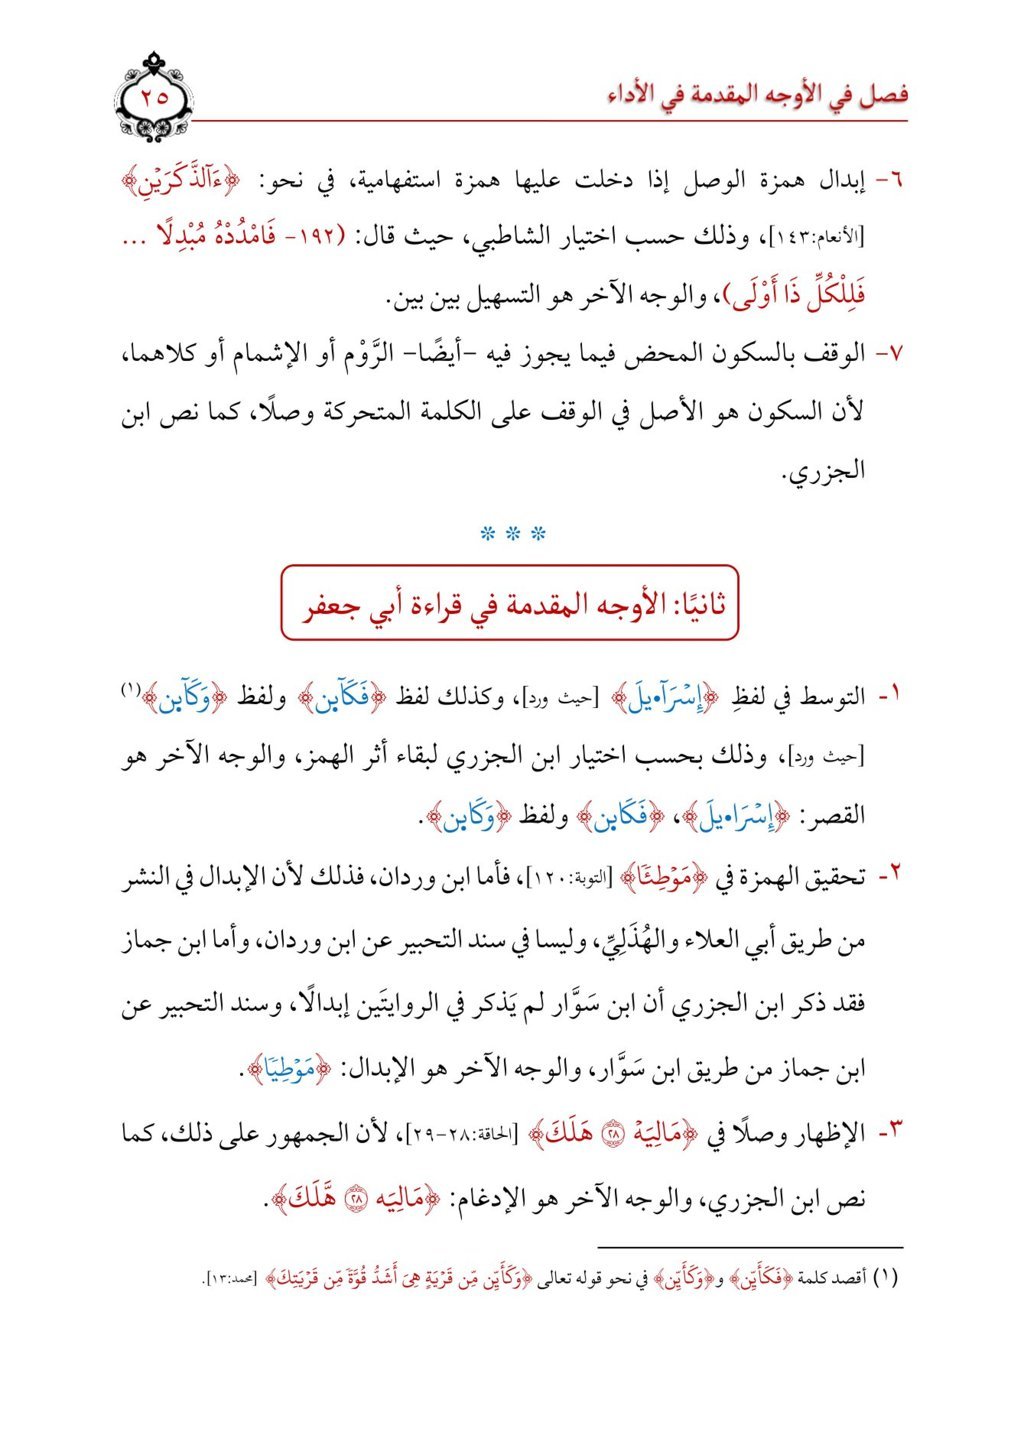 فصل في الأوجه المقدمة في الأداء
٢٥
٦- إبدال همزة الوصل إذا دخلت عليها همزة استفهامية، في نحو: ﴿ءَآلذَّكَرَيْنِ﴾
[الأنعام:١٤٣]، وذلك حسب اختيار الشاطبي، حيث قال: (١٩٢- فَامْدُدْهُ مُبْدِلًا ...
فَلِلْكُلِّ ذَا أَوْلَى)، والوجه الآخر هو التسهيل بين بين.
٧- الوقف بالسكون المحض فيما يجوز فيه -أيضًا- الرَّوْم أو الإشمام أو كلاهما،
لأن السكون هو الأصل في الوقف على الكلمة المتحركة وصلًا، كما نص ابن
الجزري.
* * *
ثانيًا: الأوجه المقدمة في قراءة أبي جعفر
١- التوسط في لفظِ ﴿إِسْرَآ•يلَ﴾ [حيث ورد]، وكذلك لفظ ﴿فَكَآىِٕن﴾ ولفظ ﴿وَكَآىِٕن﴾(١)
[حيث ورد]، وذلك بحسب اختيار ابن الجزري لبقاء أثر الهمز، والوجه الآخر هو
القصر: ﴿إِسْرَا•يلَ﴾، ﴿فَكَاىِٕن﴾ ولفظ ﴿وَكَاىِٕن﴾.
٢- تحقيق الهمزة في ﴿مَوْطِئًا﴾ [التوبة:١٢٠]، فأما ابن وردان، فذلك لأن الإبدال في النشر
من طريق أبي العلاء والهُذَلِيِّ، وليسا في سند التحبير عن ابن وردان، وأما ابن جماز
فقد ذكر ابن الجزري أن ابن سَوَّار لم يَذكر في الروايتَين إبدالًا، وسند التحبير عن
ابن جماز من طريق ابن سَوَّار، والوجه الآخر هو الإبدال: ﴿مَوْطِيًا﴾.
٣- الإظهار وصلًا في ﴿مَالِيَهْ ٢٨ هَلَكَ﴾ [الحاقة:٢٨-٢٩]، لأن الجمهور على ذلك، كما
نص ابن الجزري، والوجه الآخر هو الإدغام: ﴿مَالِيَه ٢٨ هَّلَكَ﴾.
(١) أقصد كلمة ﴿فَكَأَيِّن﴾ و﴿وَكَأَيِّن﴾ في نحو قوله تعالى ﴿وَكَأَيِّن مِّن قَرْيَةٍ هِىَ أَشَدُّ قُوَّةً مِّن قَرْيَتِكَ﴾ [محمد:١٣].